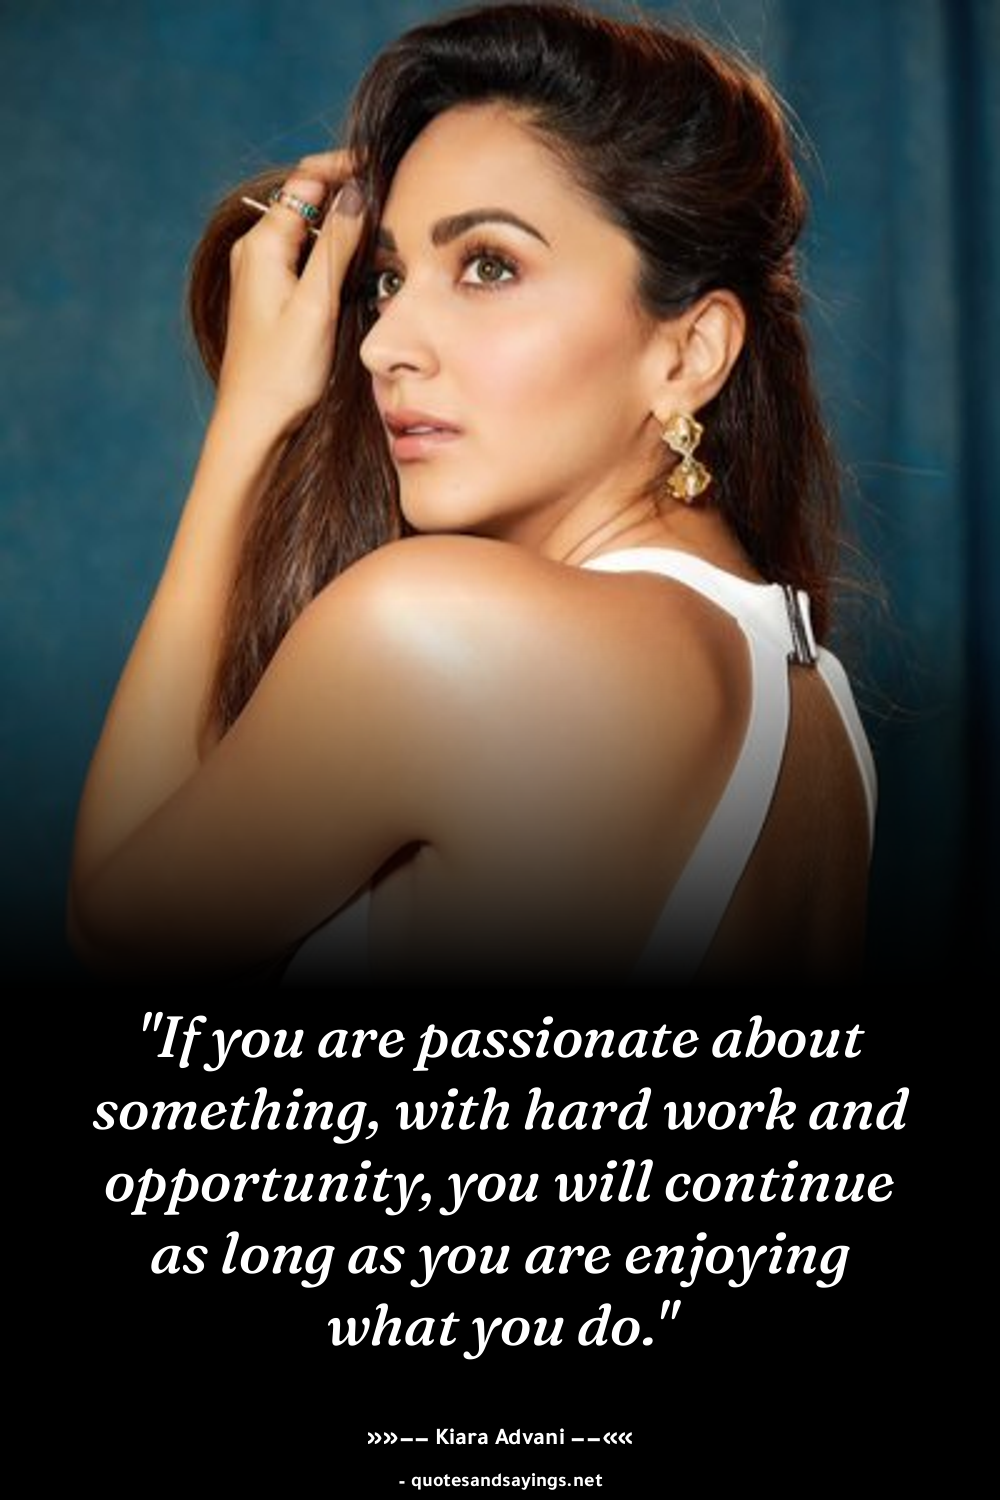 "If you are passionate about
something, with hard work and
opportunity, you will continue
as long as you are enjoying
what you do."
»»−− Kiara Advani −−««
- quotesandsayings.net